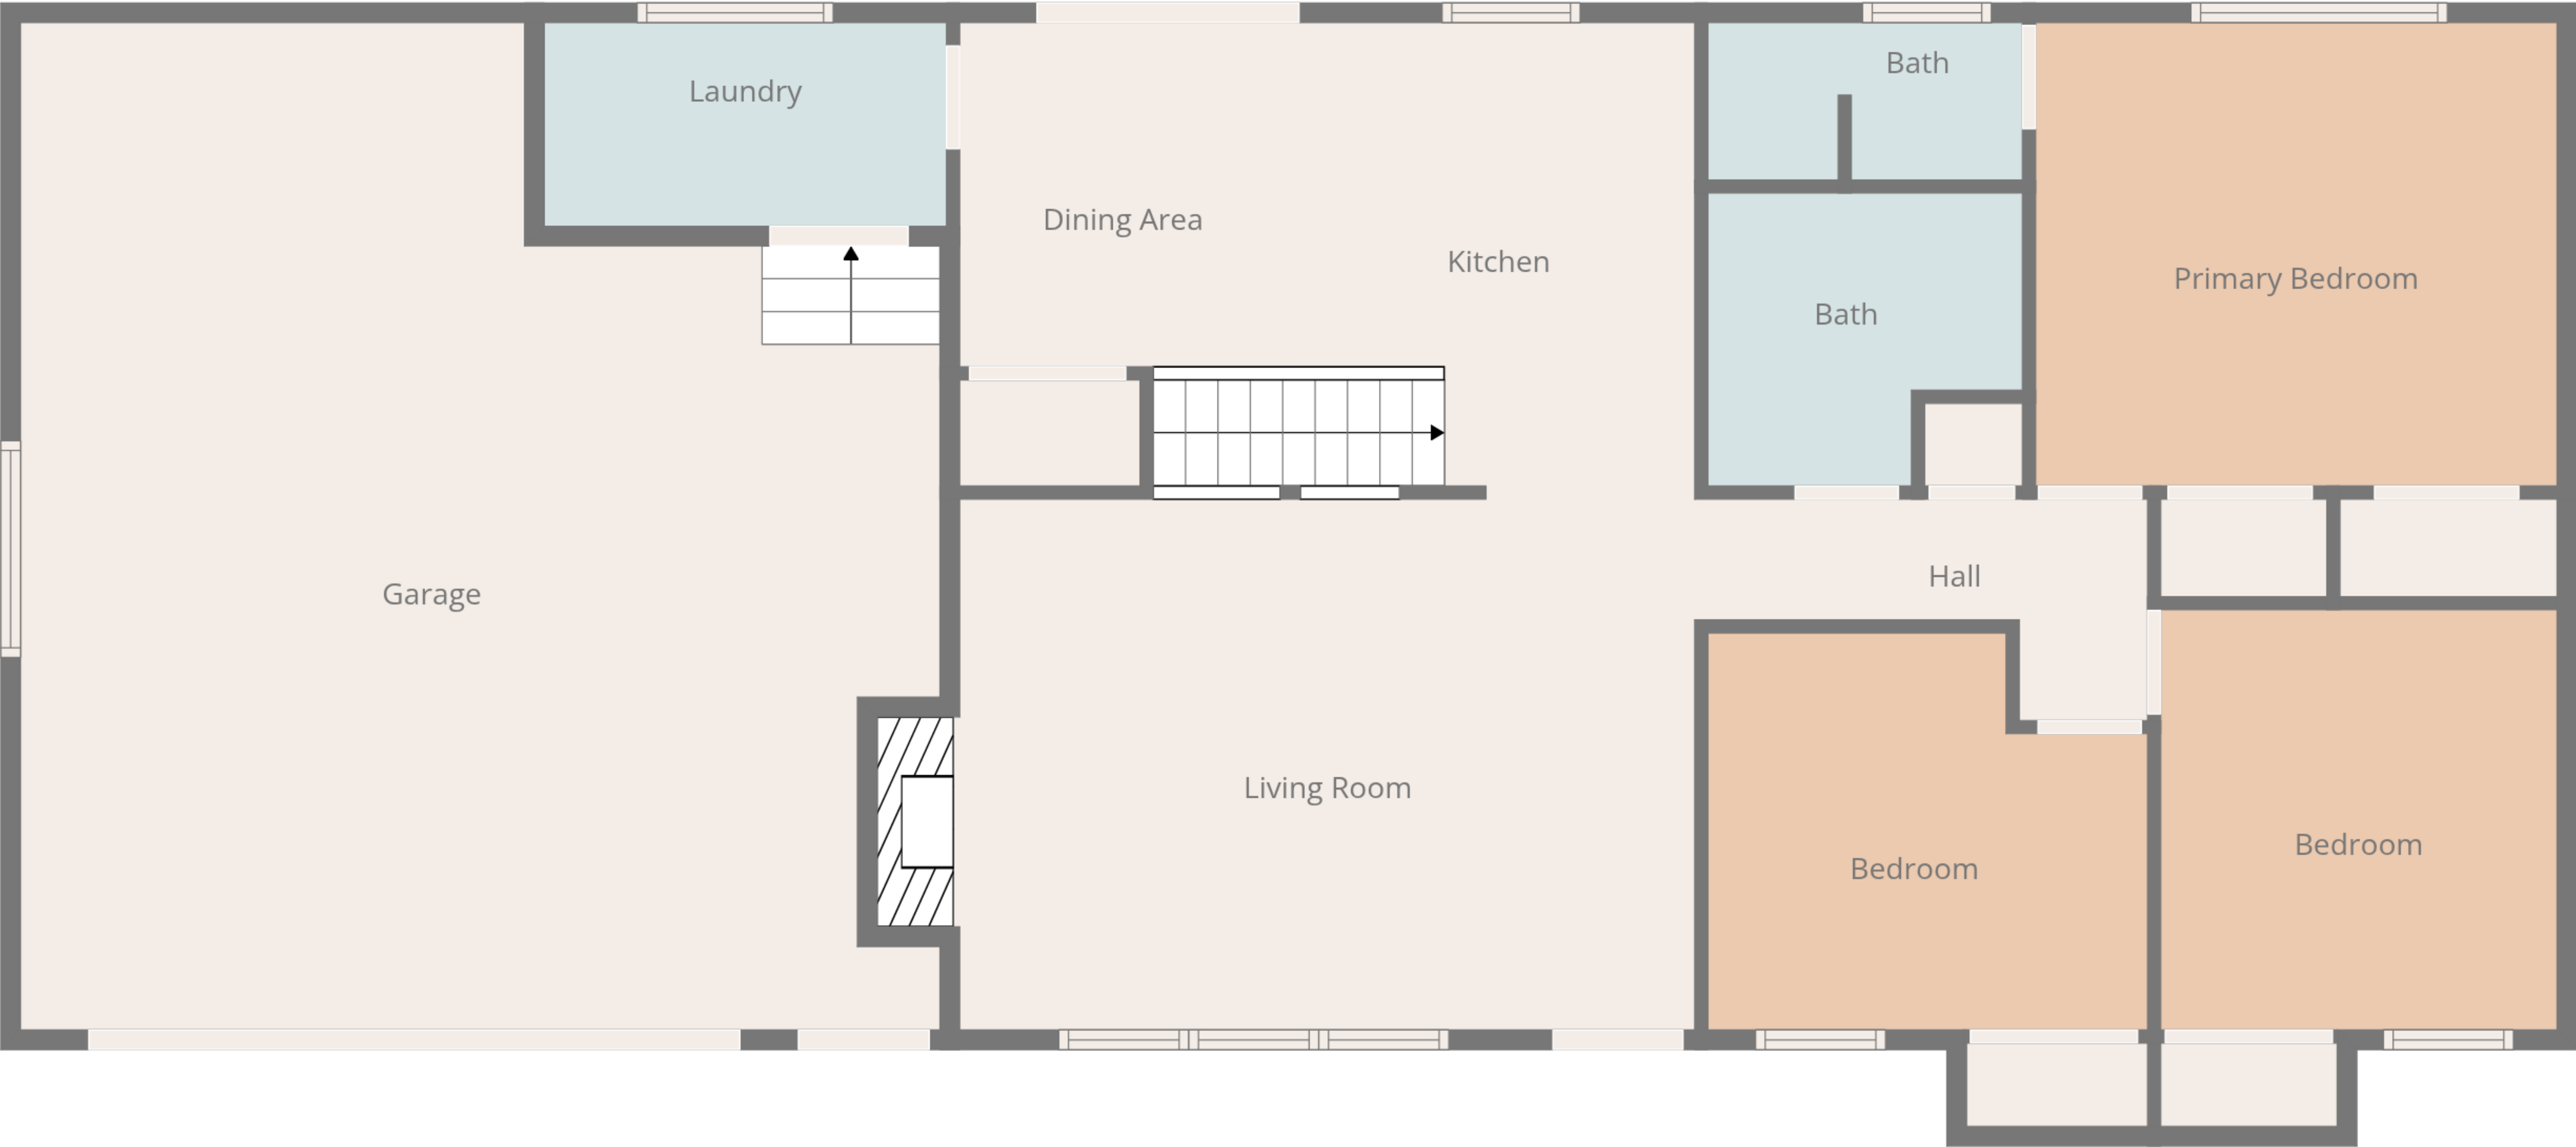 Bath
Laundry
Dining Area
Kitchen
Primary Bedroom
Bath
Hall
Garage
Living Room
Bedroom
Bedroom